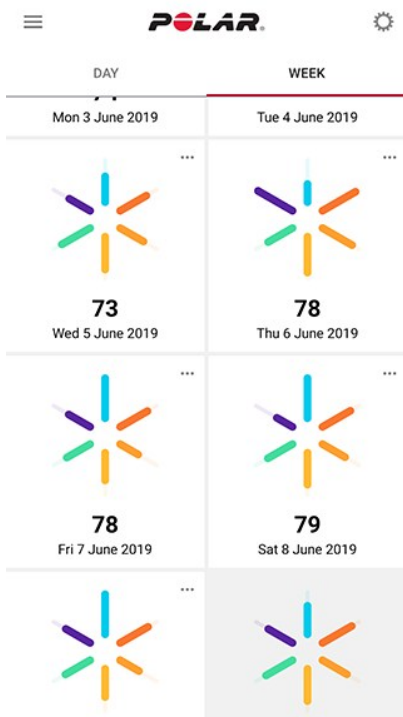 POLAR.
DAY
WEEK
Mon 3 June 2019
Tue 4 June 2019
73
Wed 5 June 2019
78
Thu 6 June 2019
78
Fri 7 June 2019
79
Sat 8 June 2019